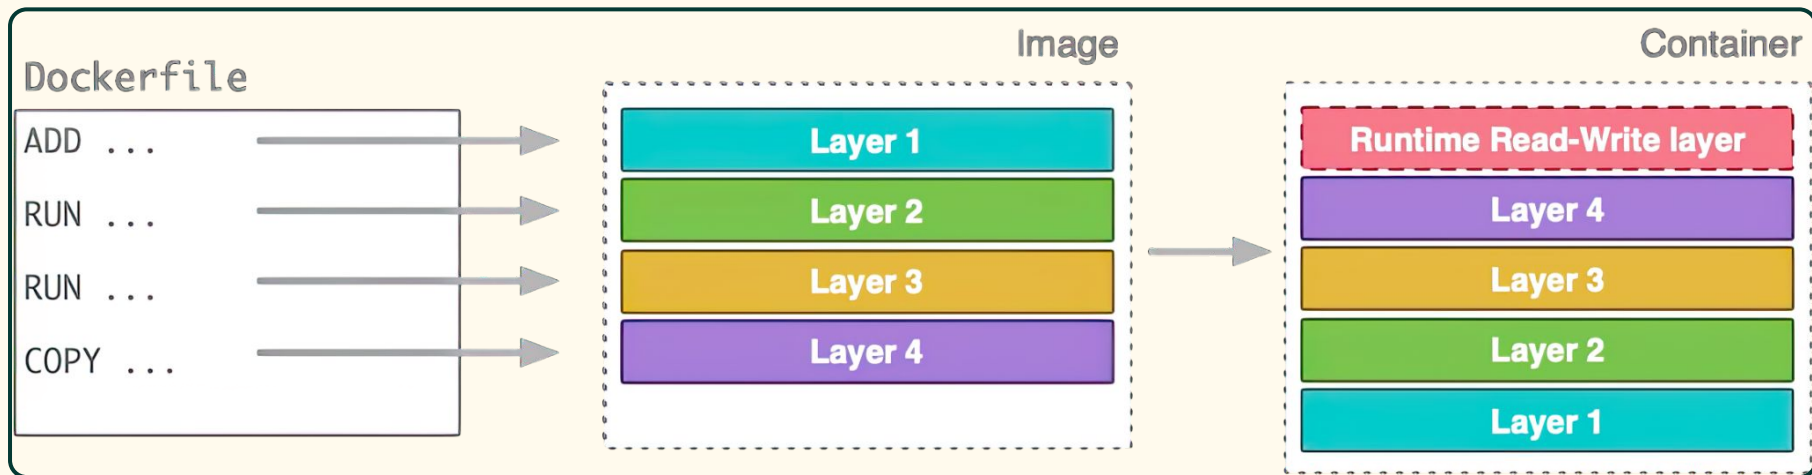 Dockerfile
ADD ...
RUN ...
RUN ...
COPY ...
Image
Layer 1
Layer 2
Layer 3
Layer 4
Container
Runtime Read-Write layer
Layer 4
Layer 3
Layer 2
Layer 1